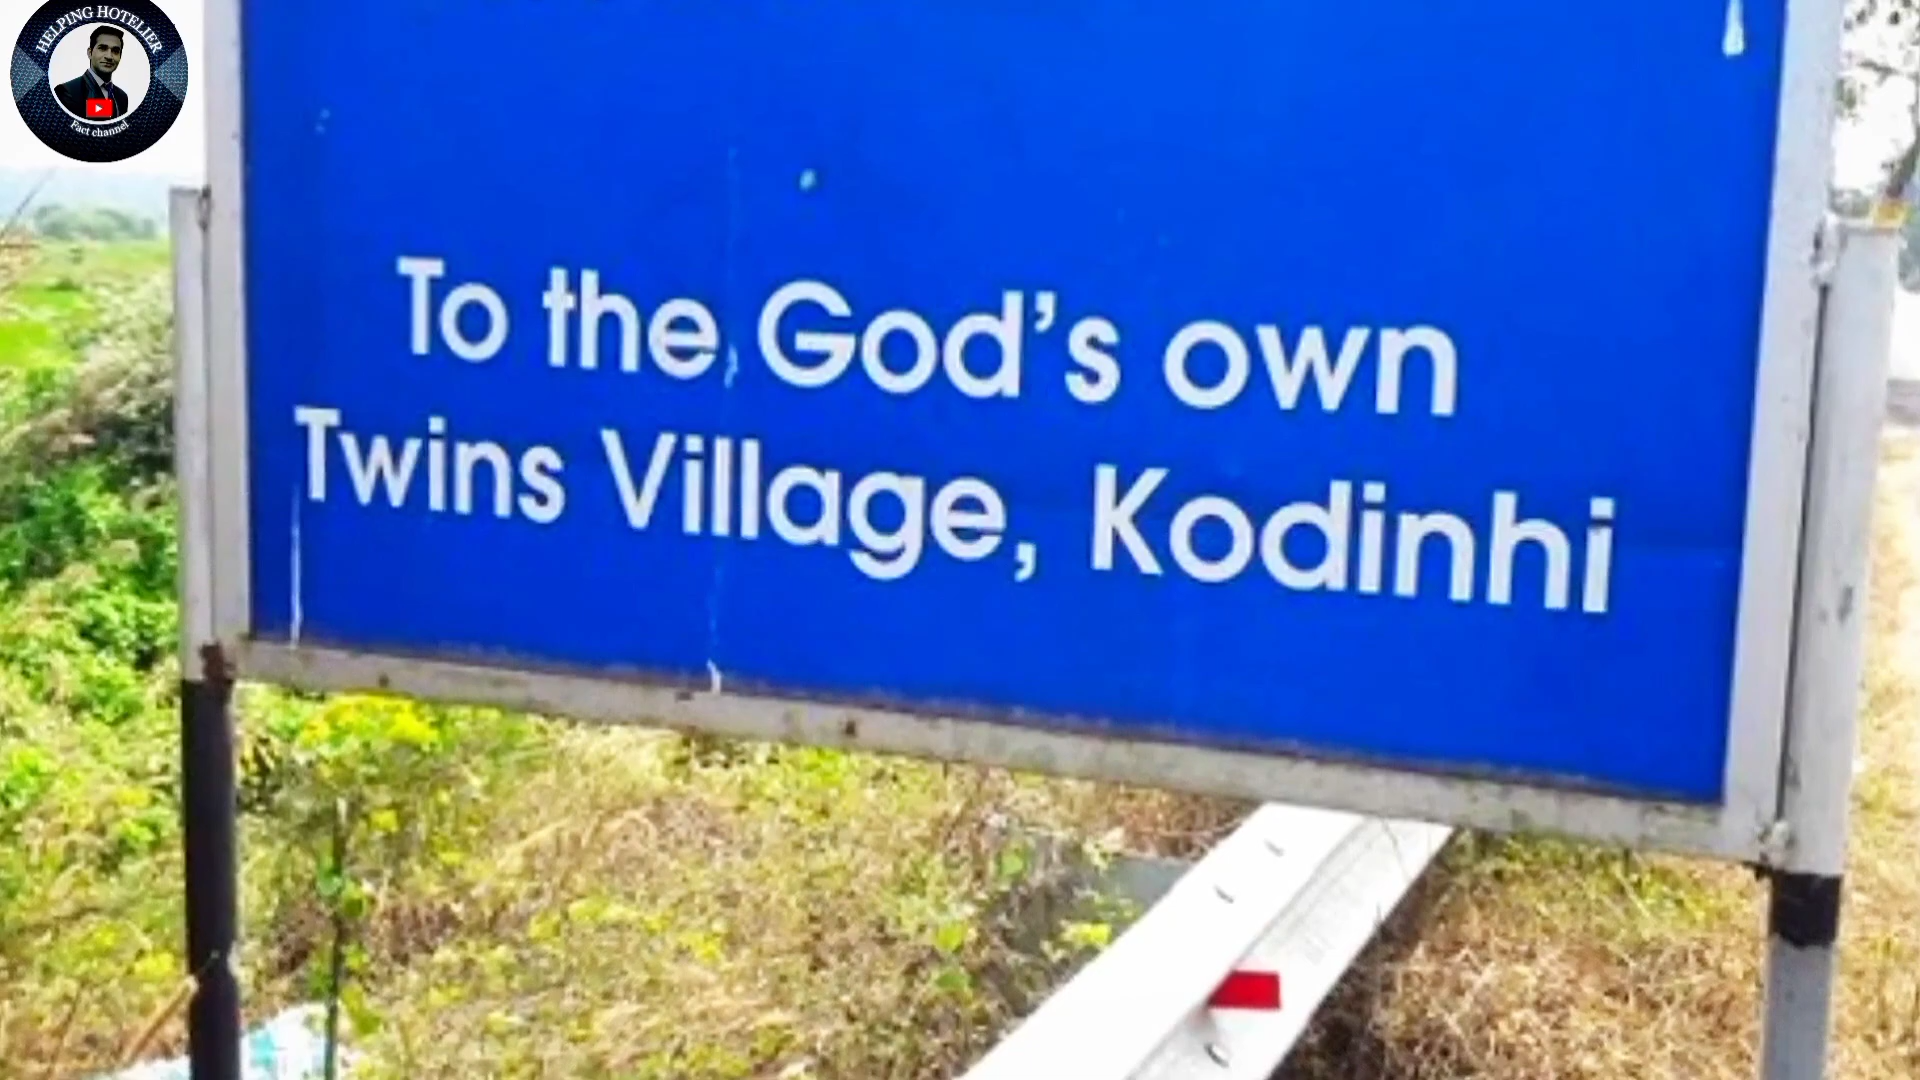 HELPING HOTELIER
Fact channel
To the God's own
Twins Village, Kodinhi